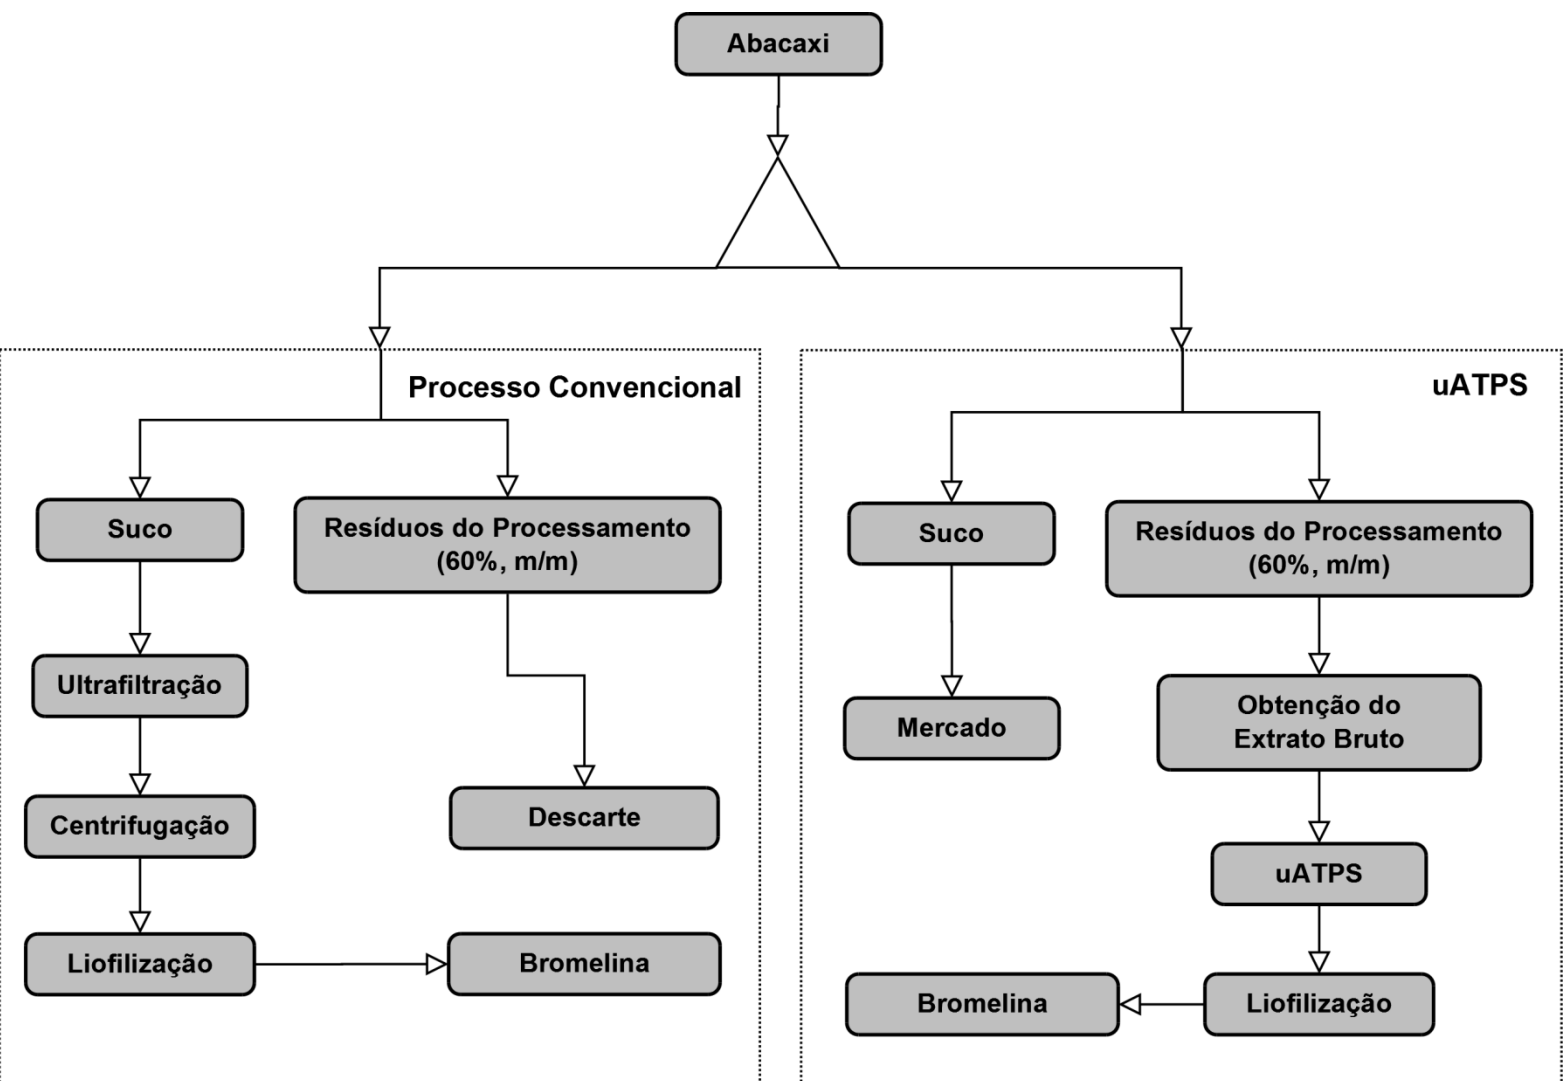 Abacaxi
Processo Convencional
Suco
Resíduos do Processamento
(60%, m/m)
Ultrafiltração
Centrifugação
Descarte
Liofilização
Bromelina
uATPS
Suco
Resíduos do Processamento
(60%, m/m)
Mercado
Obtenção do
Extrato Bruto
uATPS
Bromelina
Liofilização